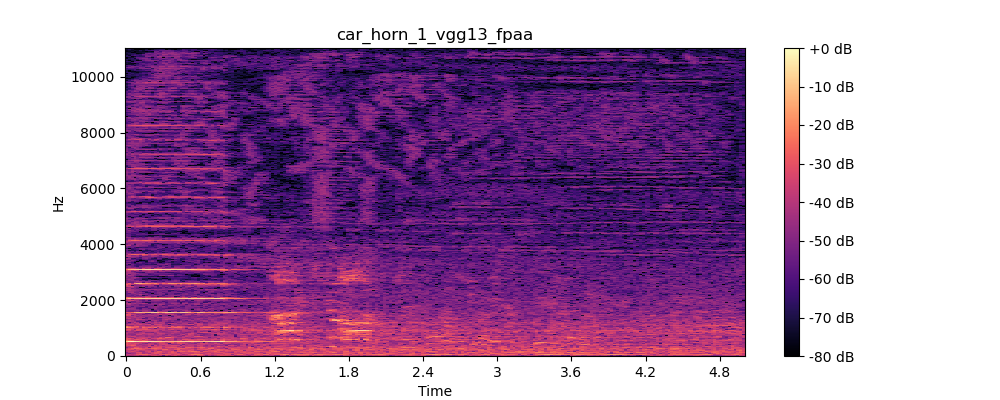 car_horn_1_vgg13_fpaa
Hz
10000
8000
6000
4000
2000
0
0 0.6 1.2 1.8 2.4 3 3.6 4.2 4.8
Time
+0 dB
-10 dB
-20 dB
-30 dB
-40 dB
-50 dB
-60 dB
-70 dB
-80 dB